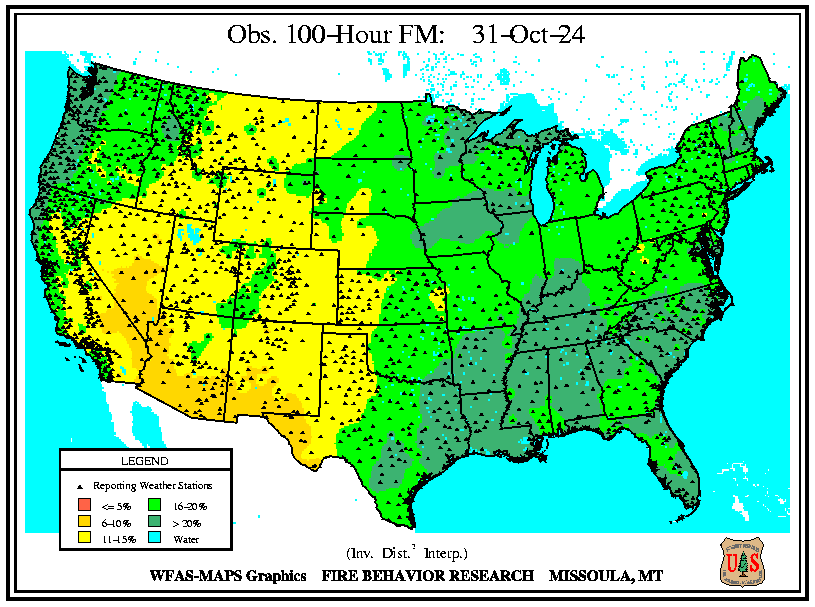 Obs. 100-Hour FM: 31-Oct-24
LEGEND
Reporting Weather Stations
<= 5%
16-20%
6-10%
> 20%
11-15%
Water
(Inv. Dist.² Interp.)
WFAS-MAPS Graphics FIRE BEHAVIOR RESEARCH MISSOULA, MT
U S